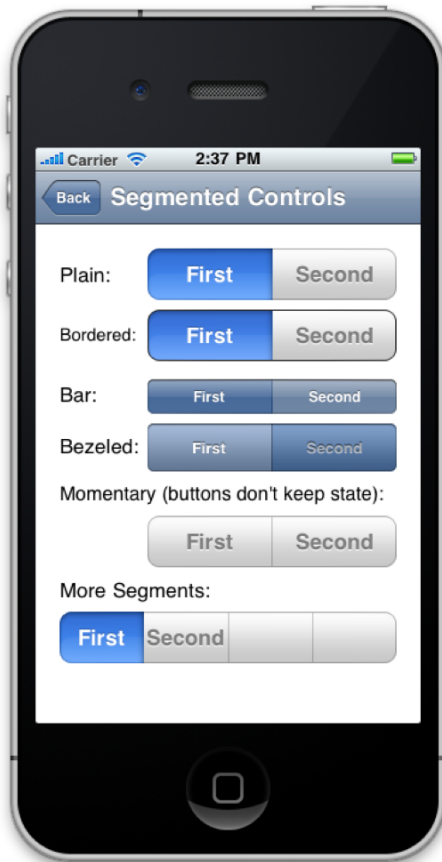 Carrier 2:37 PM
Back Segmented Controls
Plain: First Second
Bordered: First Second
Bar: First Second
Bezeled: First Second
Momentary (buttons don't keep state):
First Second
More Segments:
First Second